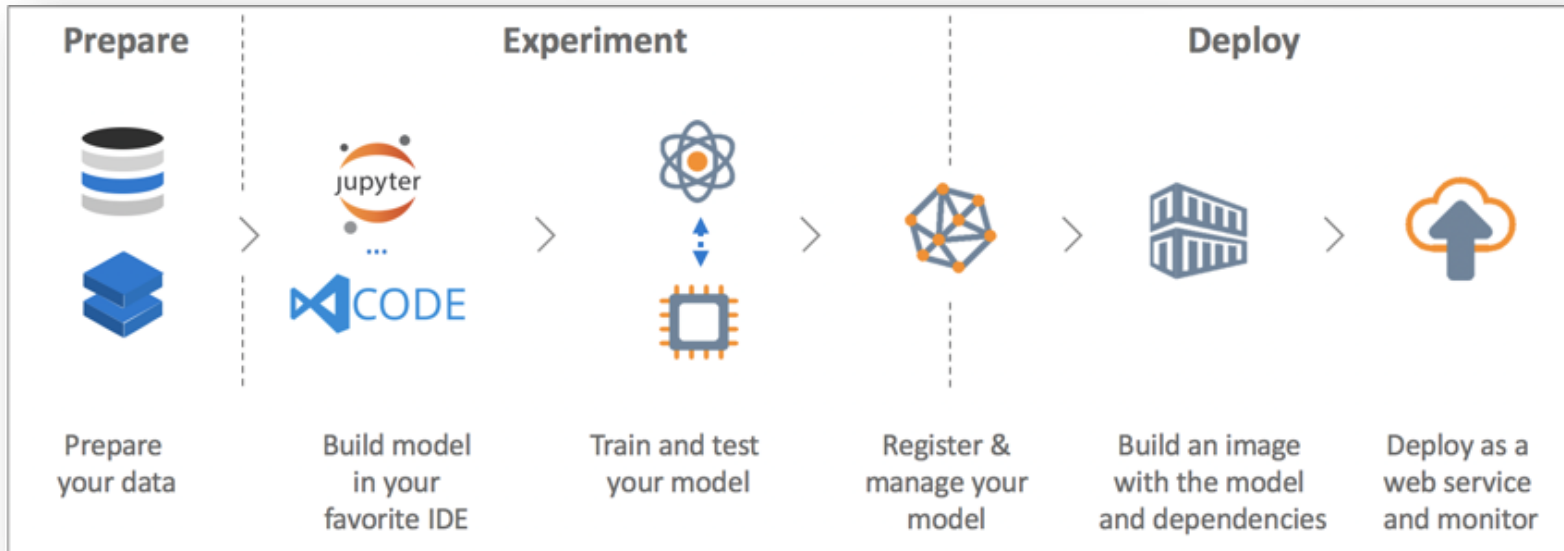 Prepare
Experiment
Deploy
jupyter
...
CODE
Prepare
your data
Build model
in your
favorite IDE
Train and test
your model
Register &
manage your
model
Build an image
with the model
and dependencies
Deploy as a
web service
and monitor